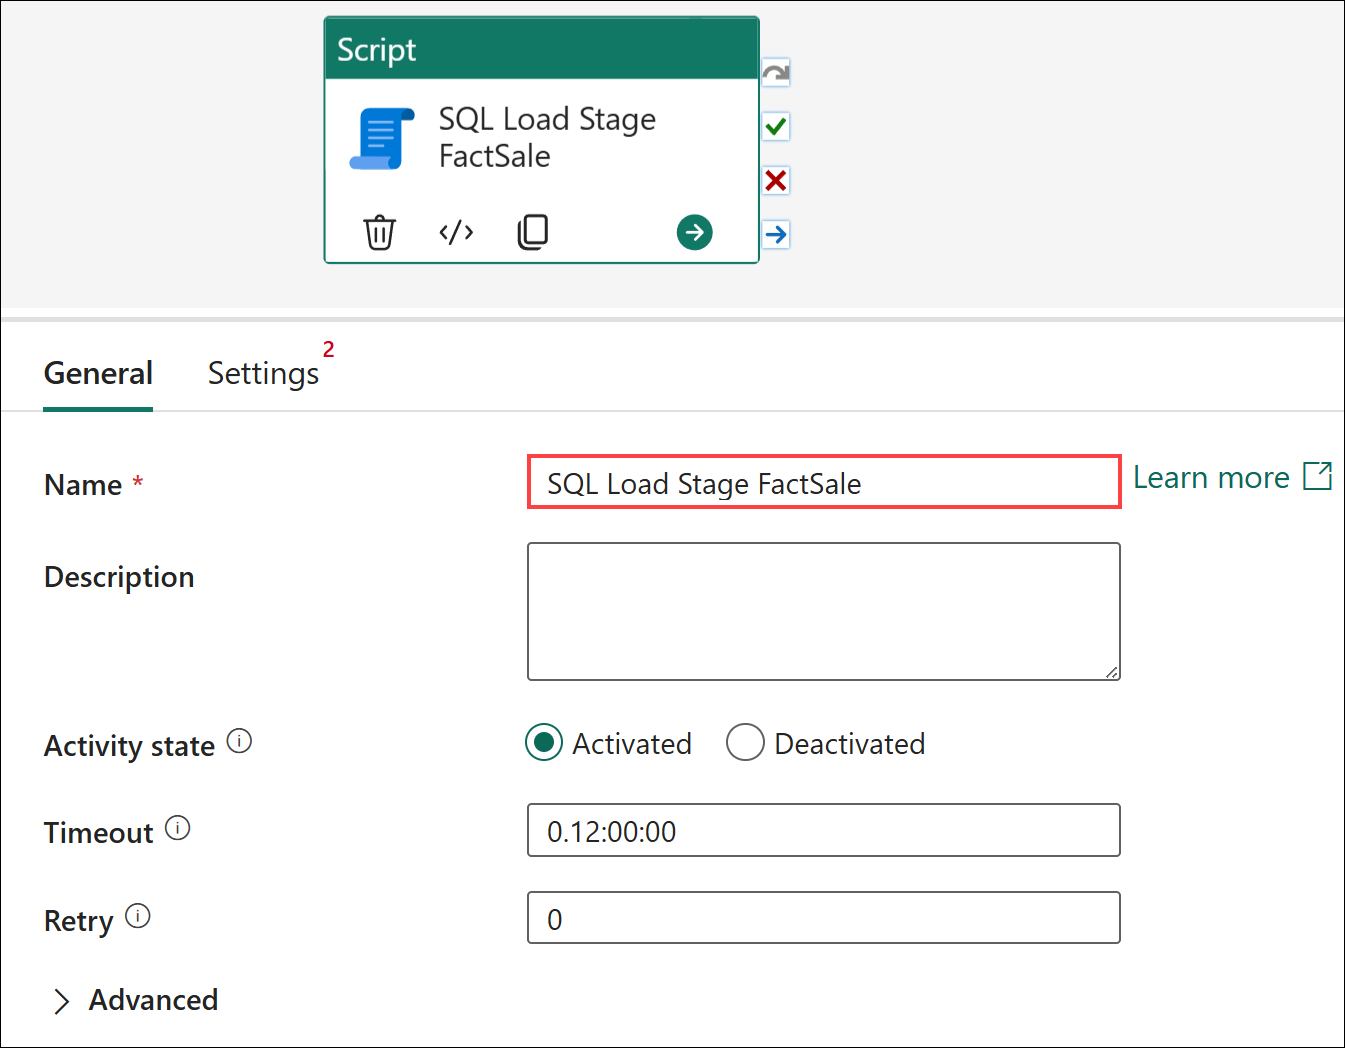 Script
SQL Load Stage
FactSale
General
Settings 2
Name *
SQL Load Stage FactSale
Learn more
Description
Activity state
Activated
Deactivated
Timeout
0.12:00:00
Retry
0
Advanced